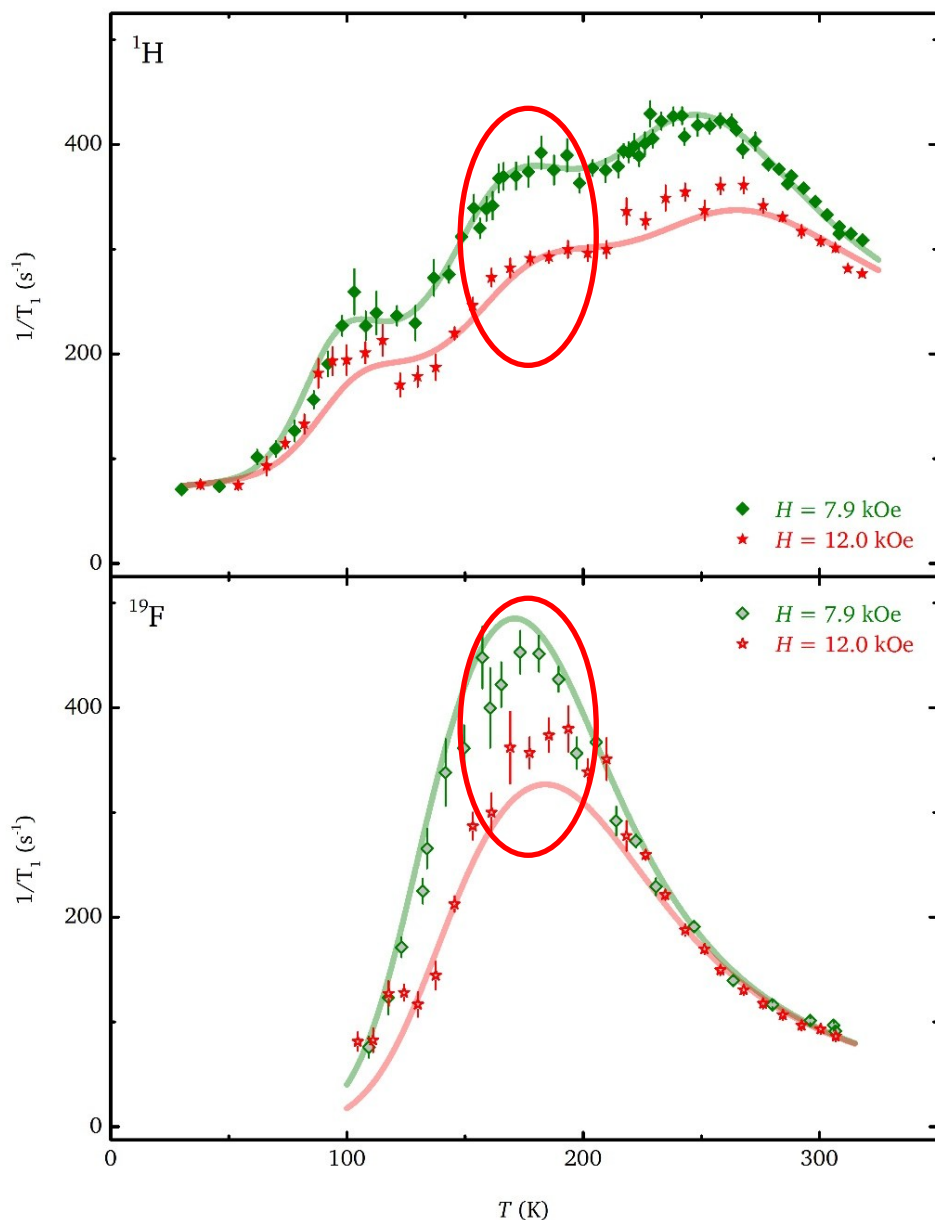 ¹H
400
200
0
1/T₁ (s⁻¹)
H = 7.9 kOe
H = 12.0 kOe
¹⁹F
H = 7.9 kOe
H = 12.0 kOe
400
200
0
1/T₁ (s⁻¹)
0 100 200 300
T (K)